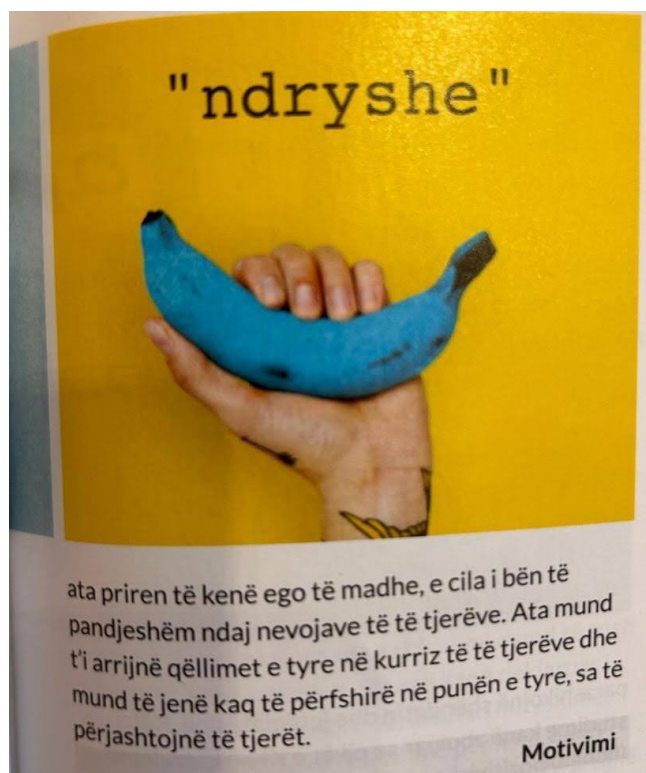 "ndryshe"
ata priren të kenë ego të madhe, e cila i bën të
pandjeshëm ndaj nevojave të të tjerëve. Ata mund
t'i arrijnë qëllimet e tyre në kurriz të të tjerëve dhe
mund të jenë kaq të përfshirë në punën e tyre, sa të
përjashtojnë të tjerët.
Motivimi